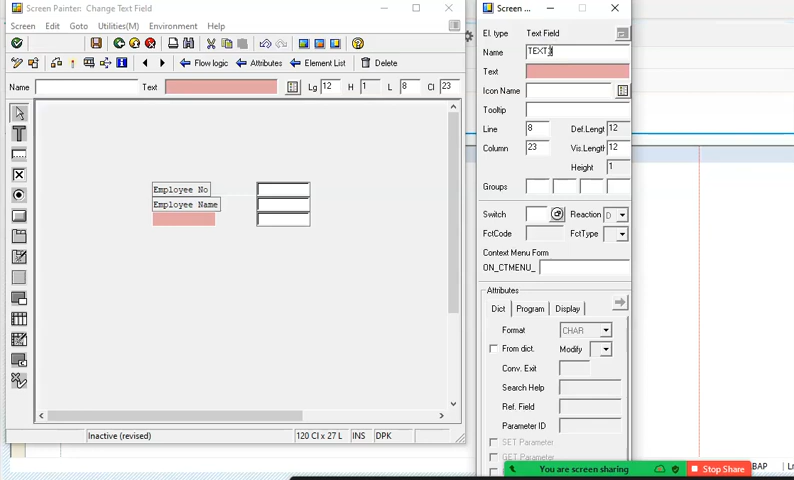 Screen Painter: Change Text Field
Screen Edit Goto Utilities(M) Environment Help
Flow logic Attributes Element List Delete
Name Text Lg 12 H 1 L 8 Cl 23
Employee No
Employee Name
Inactive (revised) 120 Cl x 27 L INS DPK
Screen ...
El. type Text Field
Name TEXT3
Text
Icon Name
Tooltip
Line 8 Def.Lengt 12
Column 23 Vis.Length 12
Height 1
Groups
Switch Reaction D
FctCode FctType
Context Menu Form
ON_CTMENU_
Attributes
Dict Program Display
Format CHAR
From dict. Modify
Conv. Exit
Search Help
Ref. Field
Parameter ID
SET Parameter
GET Parameter
You are screen sharing Stop Share
BAP Ln